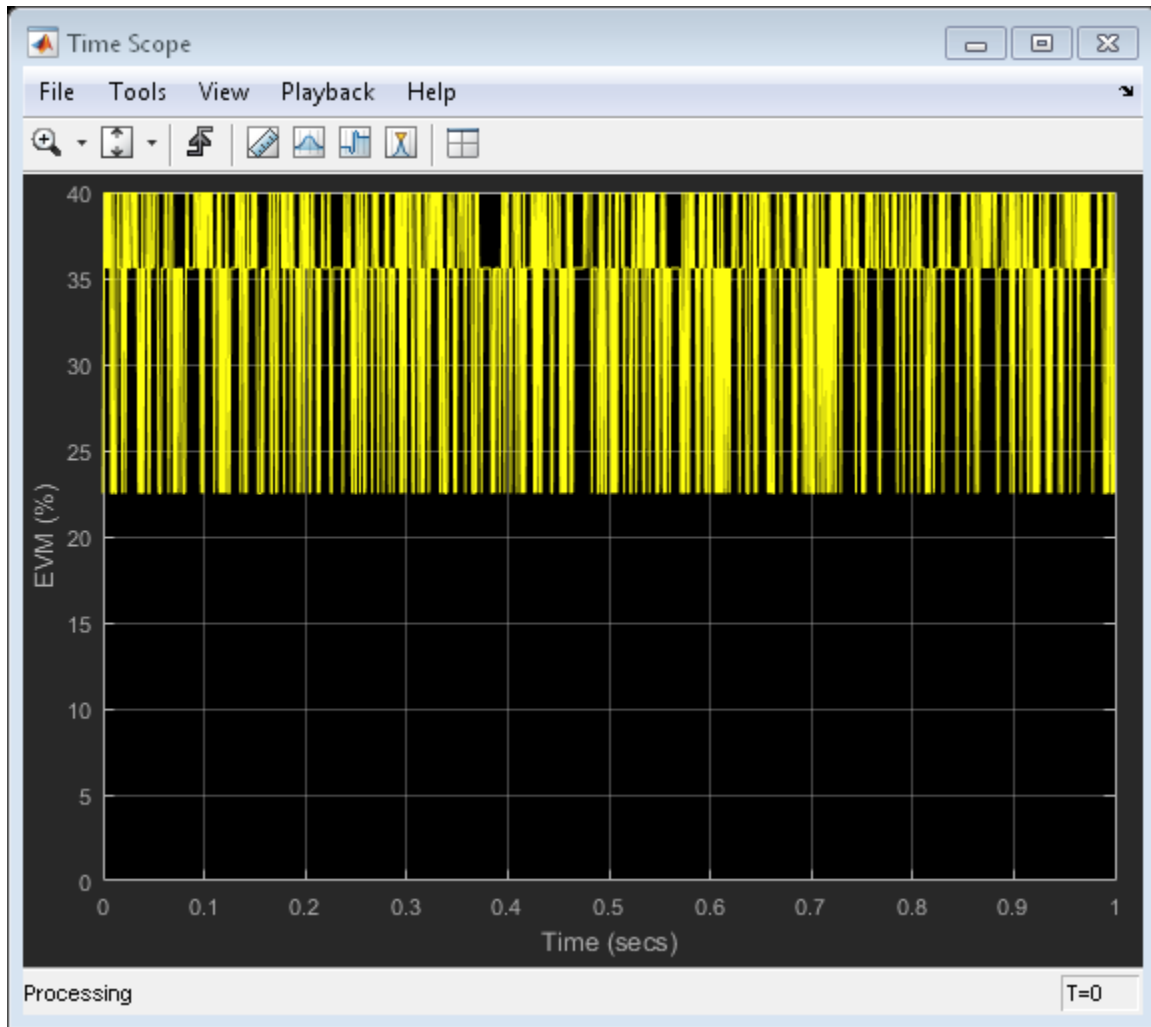 Time Scope
File Tools View Playback Help
40
35
30
25
20
15
10
5
0
EVM (%)
0 0.1 0.2 0.3 0.4 0.5 0.6 0.7 0.8 0.9 1
Time (secs)
Processing T=0